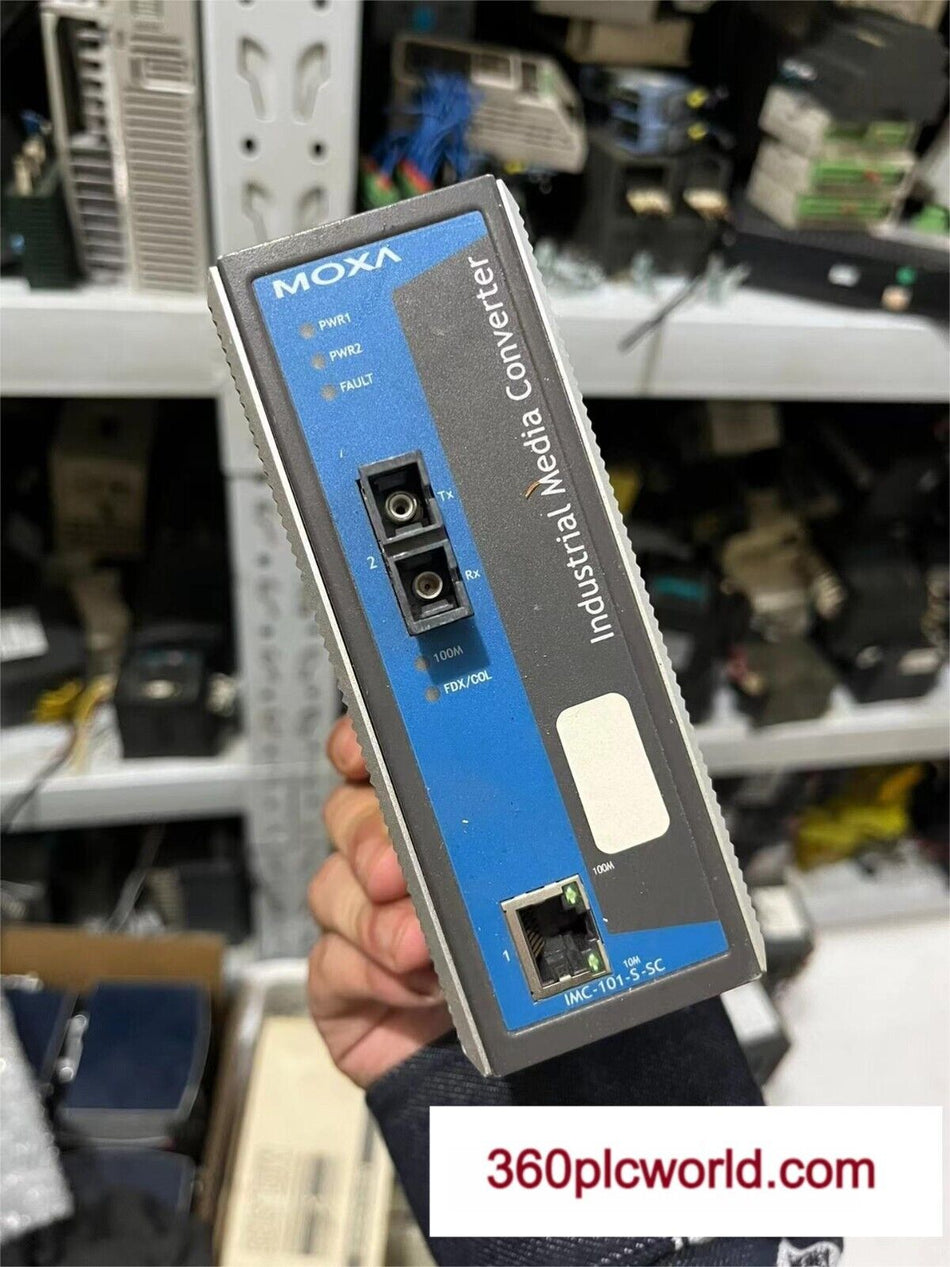 MOXA
PWR1
PWR2
FAULT
Industrial Media Converter
Tx
2
Rx
100M
FDX/COL
100M
1
10M
IMC-101-S-SC
360plcworld.com